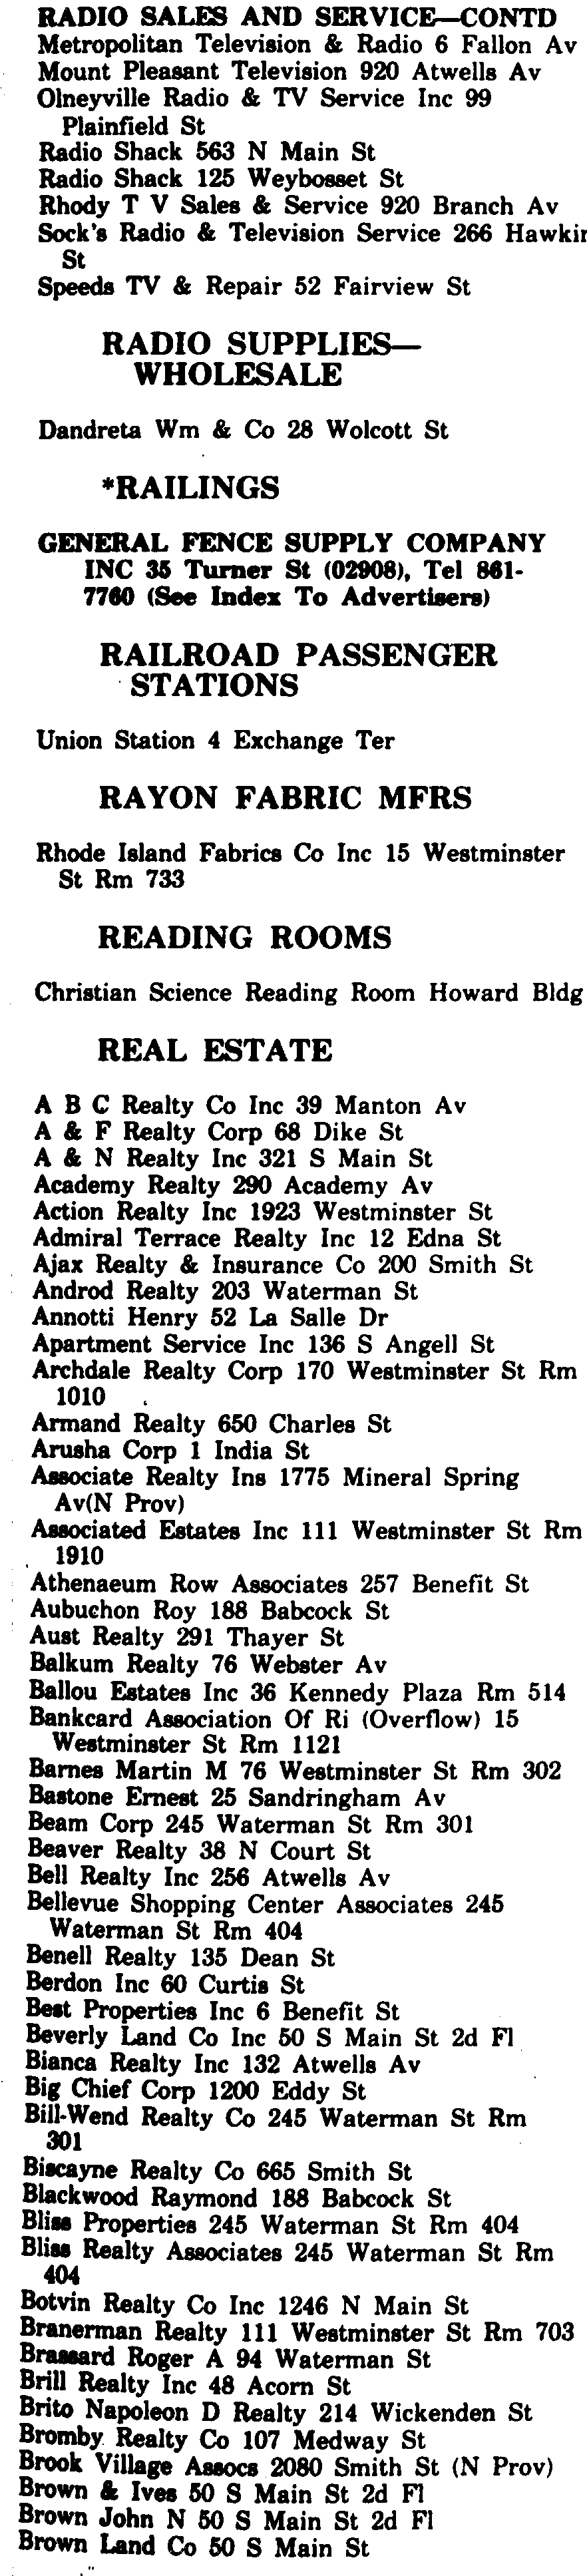 RADIO SALES AND SERVICE—CONTD
Metropolitan Television & Radio 6 Fallon Av
Mount Pleasant Television 920 Atwells Av
Olneyville Radio & TV Service Inc 99
Plainfield St
Radio Shack 563 N Main St
Radio Shack 125 Weybosset St
Rhody T V Sales & Service 920 Branch Av
Sock's Radio & Television Service 266 Hawkin
St
Speeds TV & Repair 52 Fairview St
RADIO SUPPLIES—
WHOLESALE
Dandreta Wm & Co 28 Wolcott St
*RAILINGS
GENERAL FENCE SUPPLY COMPANY
INC 35 Turner St (02908), Tel 861-
7760 (See Index To Advertisers)
RAILROAD PASSENGER
STATIONS
Union Station 4 Exchange Ter
RAYON FABRIC MFRS
Rhode Island Fabrics Co Inc 15 Westminster
St Rm 733
READING ROOMS
Christian Science Reading Room Howard Bldg
REAL ESTATE
A B C Realty Co Inc 39 Manton Av
A & F Realty Corp 68 Dike St
A & N Realty Inc 321 S Main St
Academy Realty 290 Academy Av
Action Realty Inc 1923 Westminster St
Admiral Terrace Realty Inc 12 Edna St
Ajax Realty & Insurance Co 200 Smith St
Androd Realty 203 Waterman St
Annotti Henry 52 La Salle Dr
Apartment Service Inc 136 S Angell St
Archdale Realty Corp 170 Westminster St Rm
1010
Armand Realty 650 Charles St
Arusha Corp 1 India St
Associate Realty Ins 1775 Mineral Spring
Av(N Prov)
Associated Estates Inc 111 Westminster St Rm
1910
Athenaeum Row Associates 257 Benefit St
Aubuchon Roy 188 Babcock St
Aust Realty 291 Thayer St
Balkum Realty 76 Webster Av
Ballou Estates Inc 36 Kennedy Plaza Rm 514
Bankcard Association Of Ri (Overflow) 15
Westminster St Rm 1121
Barnes Martin M 76 Westminster St Rm 302
Bastone Ernest 25 Sandringham Av
Beam Corp 245 Waterman St Rm 301
Beaver Realty 38 N Court St
Bell Realty Inc 256 Atwells Av
Bellevue Shopping Center Associates 245
Waterman St Rm 404
Benell Realty 135 Dean St
Berdon Inc 60 Curtis St
Best Properties Inc 6 Benefit St
Beverly Land Co Inc 50 S Main St 2d Fl
Bianca Realty Inc 132 Atwells Av
Big Chief Corp 1200 Eddy St
Bill-Wend Realty Co 245 Waterman St Rm
301
Biscayne Realty Co 665 Smith St
Blackwood Raymond 188 Babcock St
Bliss Properties 245 Waterman St Rm 404
Bliss Realty Associates 245 Waterman St Rm
404
Botvin Realty Co Inc 1246 N Main St
Branerman Realty 111 Westminster St Rm 703
Brassard Roger A 94 Waterman St
Brill Realty Inc 48 Acorn St
Brito Napoleon D Realty 214 Wickenden St
Bromby Realty Co 107 Medway St
Brook Village Assocs 2080 Smith St (N Prov)
Brown & Ives 50 S Main St 2d Fl
Brown John N 50 S Main St 2d Fl
Brown Land Co 50 S Main St